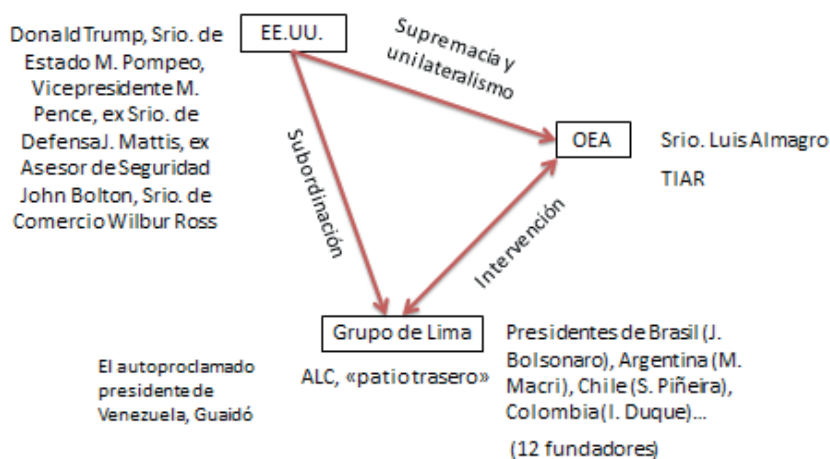 Donald Trump, Srio. de
Estado M. Pompeo,
Vicepresidente M.
Pence, ex Srio. de
Defensa J. Mattis, ex
Asesor de Seguridad
John Bolton, Srio. de
Comercio Wilbur Ross
EE.UU.
Supremacía y
unilateralismo
OEA
Srio. Luis Almagro
TIAR
Subordinación
Intervención
Grupo de Lima
ALC, «patio trasero»
El autoproclamado
presidente de
Venezuela, Guaidó
Presidentes de Brasil (J.
Bolsonaro), Argentina (M.
Macri), Chile (S. Piñeira),
Colombia (I. Duque)...
(12 fundadores)